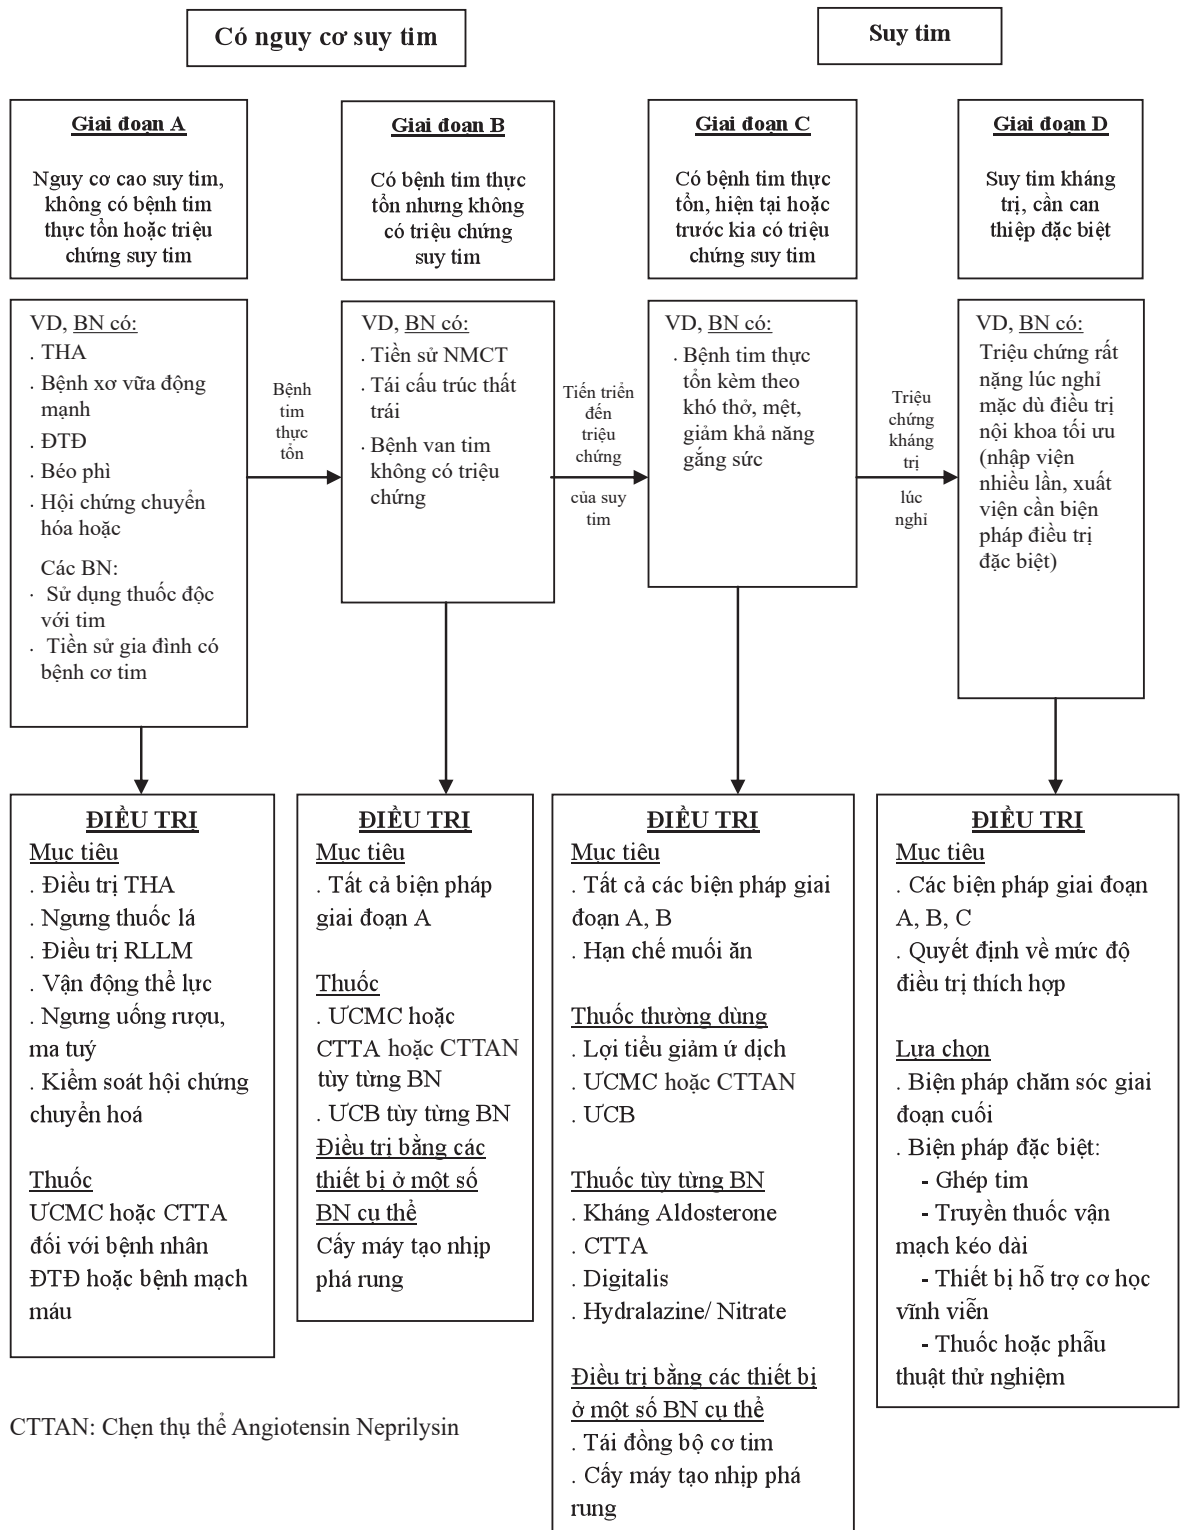 Có nguy cơ suy tim
Suy tim
Giai đoạn A
Nguy cơ cao suy tim,
không có bệnh tim
thực tổn hoặc triệu
chứng suy tim
Giai đoạn B
Có bệnh tim thực
tổn nhưng không
có triệu chứng
suy tim
Giai đoạn C
Có bệnh tim thực
tổn, hiện tại hoặc
trước kia có triệu
chứng suy tim
Giai đoạn D
Suy tim kháng
trị, cần can
thiệp đặc biệt
VD, BN có:
. THA
. Bệnh xơ vữa động
mạnh
. ĐTĐ
. Béo phì
. Hội chứng chuyển
hóa hoặc
Các BN:
. Sử dụng thuốc độc
với tim
. Tiền sử gia đình có
bệnh cơ tim
Bệnh
tim
thực
tổn
VD, BN có:
. Tiền sử NMCT
. Tái cấu trúc thất
trái
. Bệnh van tim
không có triệu
chứng
Tiến triển
đến
triệu
chứng
của suy
tim
VD, BN có:
. Bệnh tim thực
tổn kèm theo
khó thở, mệt,
giảm khả năng
gắng sức
Triệu
chứng
kháng
trị
lúc
nghỉ
VD, BN có:
Triệu chứng rất
nặng lúc nghỉ
mặc dù điều trị
nội khoa tối ưu
(nhập viện
nhiều lần, xuất
viện cần biện
pháp điều trị
đặc biệt)
ĐIỀU TRỊ
Mục tiêu
. Điều trị THA
. Ngưng thuốc lá
. Điều trị RLLM
. Vận động thể lực
. Ngưng uống rượu,
ma tuý
. Kiểm soát hội chứng
chuyển hoá
Thuốc
ƯCMC hoặc CTTA
đối với bệnh nhân
ĐTĐ hoặc bệnh mạch
máu
ĐIỀU TRỊ
Mục tiêu
. Tất cả biện pháp
giai đoạn A
Thuốc
. ƯCMC hoặc
CTTA hoặc CTTAN
tùy từng BN
. ƯCB tùy từng BN
Điều trị bằng các
thiết bị ở một số
BN cụ thể
Cấy máy tạo nhịp
phá rung
ĐIỀU TRỊ
Mục tiêu
. Tất cả các biện pháp giai
đoạn A, B
. Hạn chế muối ăn
Thuốc thường dùng
. Lợi tiểu giảm ứ dịch
. ƯCMC hoặc CTTAN
. ƯCB
Thuốc tùy từng BN
. Kháng Aldosterone
. CTTA
. Digitalis
. Hydralazine/ Nitrate
Điều trị bằng các thiết bị
ở một số BN cụ thể
. Tái đồng bộ cơ tim
. Cấy máy tạo nhịp phá
rung
ĐIỀU TRỊ
Mục tiêu
. Các biện pháp giai đoạn
A, B, C
. Quyết định về mức độ
điều trị thích hợp
Lựa chọn
. Biện pháp chăm sóc giai
đoạn cuối
. Biện pháp đặc biệt:
- Ghép tim
- Truyền thuốc vận
mạch kéo dài
- Thiết bị hỗ trợ cơ học
vĩnh viễn
- Thuốc hoặc phẫu
thuật thử nghiệm
CTTAN: Chẹn thụ thể Angiotensin Neprilysin